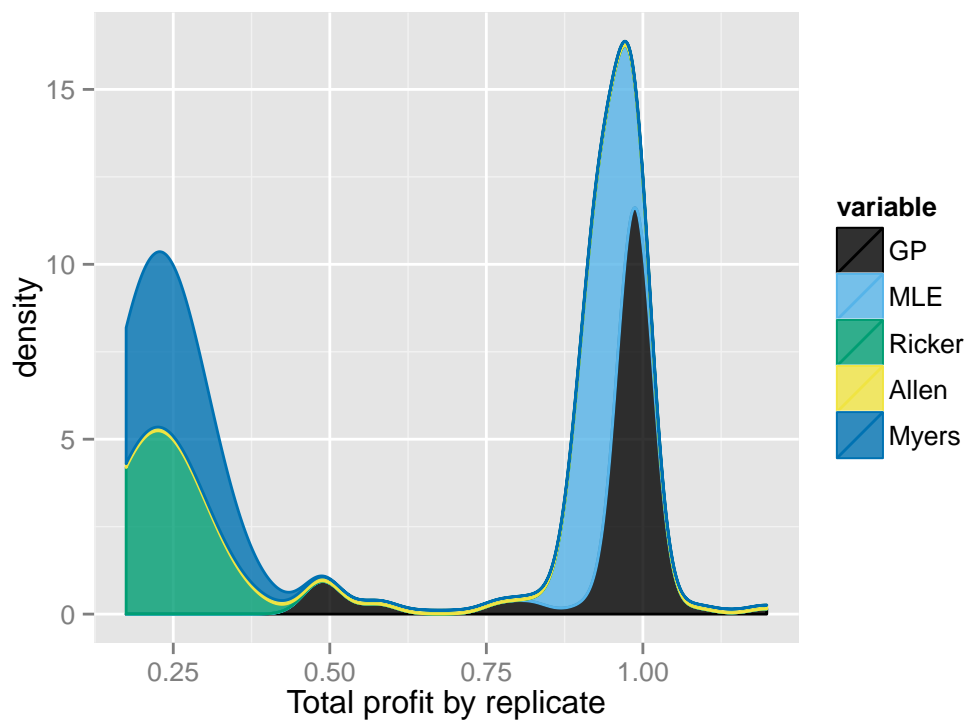 density
15
10
5
0
0.25 0.50 0.75 1.00
Total profit by replicate
variable
GP
MLE
Ricker
Allen
Myers